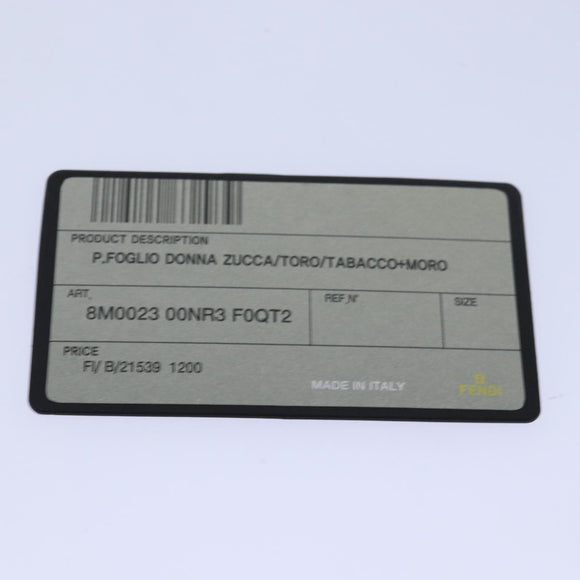 PRODUCT DESCRIPTION
P.FOGLIO DONNA ZUCCA/TORO/TABACCO+MORO
ART.
8M0023 00NR3 F0QT2
REF.N°
SIZE
PRICE
FI/ B/21539 1200
MADE IN ITALY
FENDI